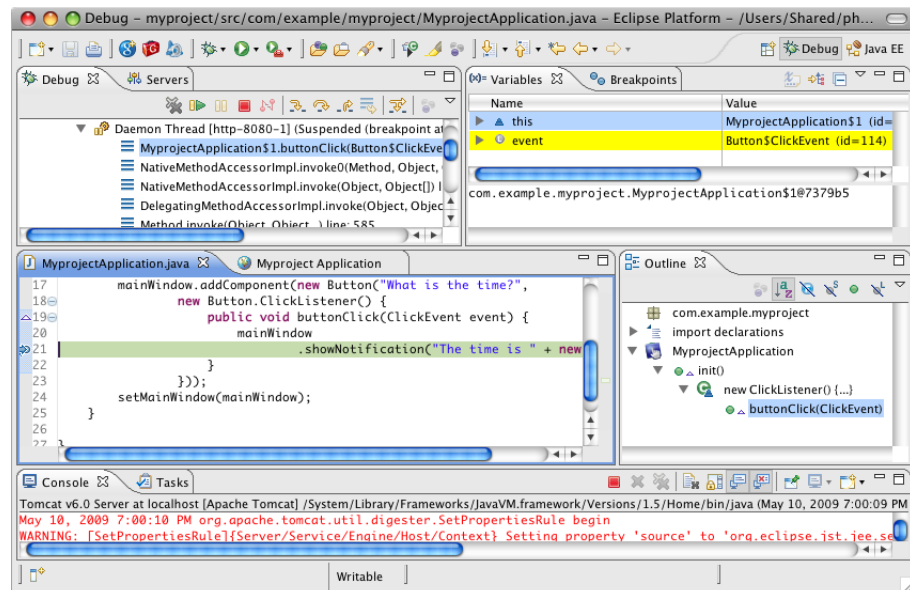 Debug – myproject/src/com/example/myproject/MyprojectApplication.java – Eclipse Platform – /Users/Shared/ph...
Debug Java EE
Debug Servers
Daemon Thread [http-8080-1] (Suspended (breakpoint at
MyprojectApplication$1.buttonClick(Button$ClickEve
NativeMethodAccessorImpl.invoke0(Method, Object,
NativeMethodAccessorImpl.invoke(Object, Object[]) l
DelegatingMethodAccessorImpl.invoke(Object, Objec
Method.invoke(Object, Object...) line: 585
(x)= Variables Breakpoints
Name Value
this MyprojectApplication$1 (id=
event Button$ClickEvent (id=114)
com.example.myproject.MyprojectApplication$1@7379b5
MyprojectApplication.java Myproject Application
17 mainWindow.addComponent(new Button("What is the time?",
18 new Button.ClickListener() {
19 public void buttonClick(ClickEvent event) {
20 mainWindow
21 .showNotification("The time is " + new
22 }
23 }));
24 setMainWindow(mainWindow);
25 }
26
27 }
Outline
com.example.myproject
import declarations
MyprojectApplication
init()
new ClickListener() {...}
buttonClick(ClickEvent)
Console Tasks
Tomcat v6.0 Server at localhost [Apache Tomcat] /System/Library/Frameworks/JavaVM.framework/Versions/1.5/Home/bin/java (May 10, 2009 7:00:09 PM
May 10, 2009 7:00:10 PM org.apache.tomcat.util.digester.SetPropertiesRule begin
WARNING: [SetPropertiesRule]{Server/Service/Engine/Host/Context} Setting property 'source' to 'org.eclipse.jst.jee.se
Writable